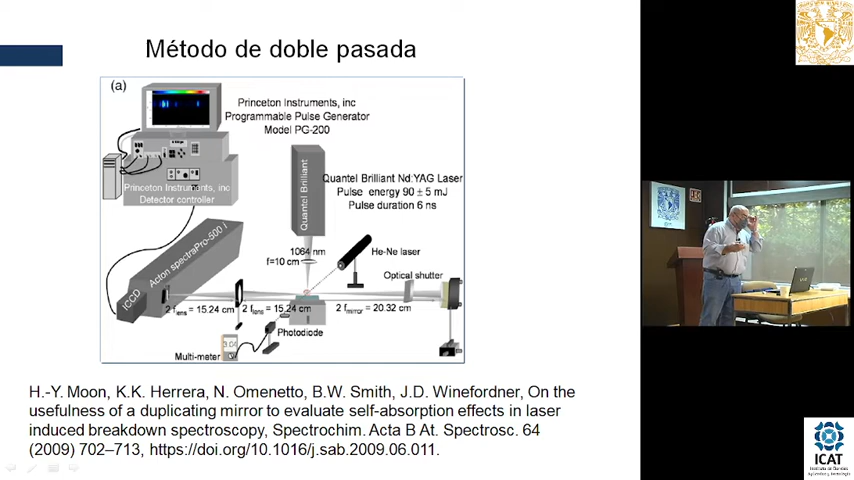 Método de doble pasada
(a)
Princeton Instruments, inc
Programmable Pulse Generator
Model PG-200
Quantel Brilliant
Quantel Brilliant Nd:YAG Laser
Pulse energy 90 ± 5 mJ
Pulse duration 6 ns
Princeton Instruments, inc
Detector controller
Acton spectraPro-500 i
ICCD
1064 nm
f=10 cm
He-Ne laser
Optical shutter
2 flens = 15.24 cm
2 flens = 15.24 cm
2 fmirror = 20.32 cm
Photodiode
Multi-meter
H.-Y. Moon, K.K. Herrera, N. Omenetto, B.W. Smith, J.D. Winefordner, On the
usefulness of a duplicating mirror to evaluate self-absorption effects in laser
induced breakdown spectroscopy, Spectrochim. Acta B At. Spectrosc. 64
(2009) 702–713, https://doi.org/10.1016/j.sab.2009.06.011.
ICAT